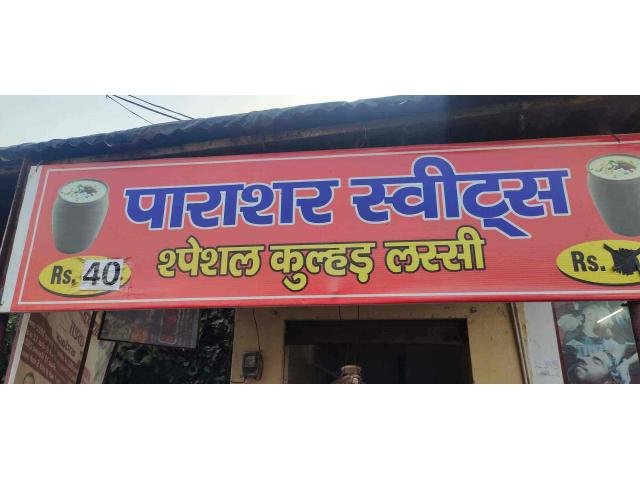 पाराशर स्वीट्स
श्पेशल कुल्हड़ लस्सी
Rs. 40
Rs.